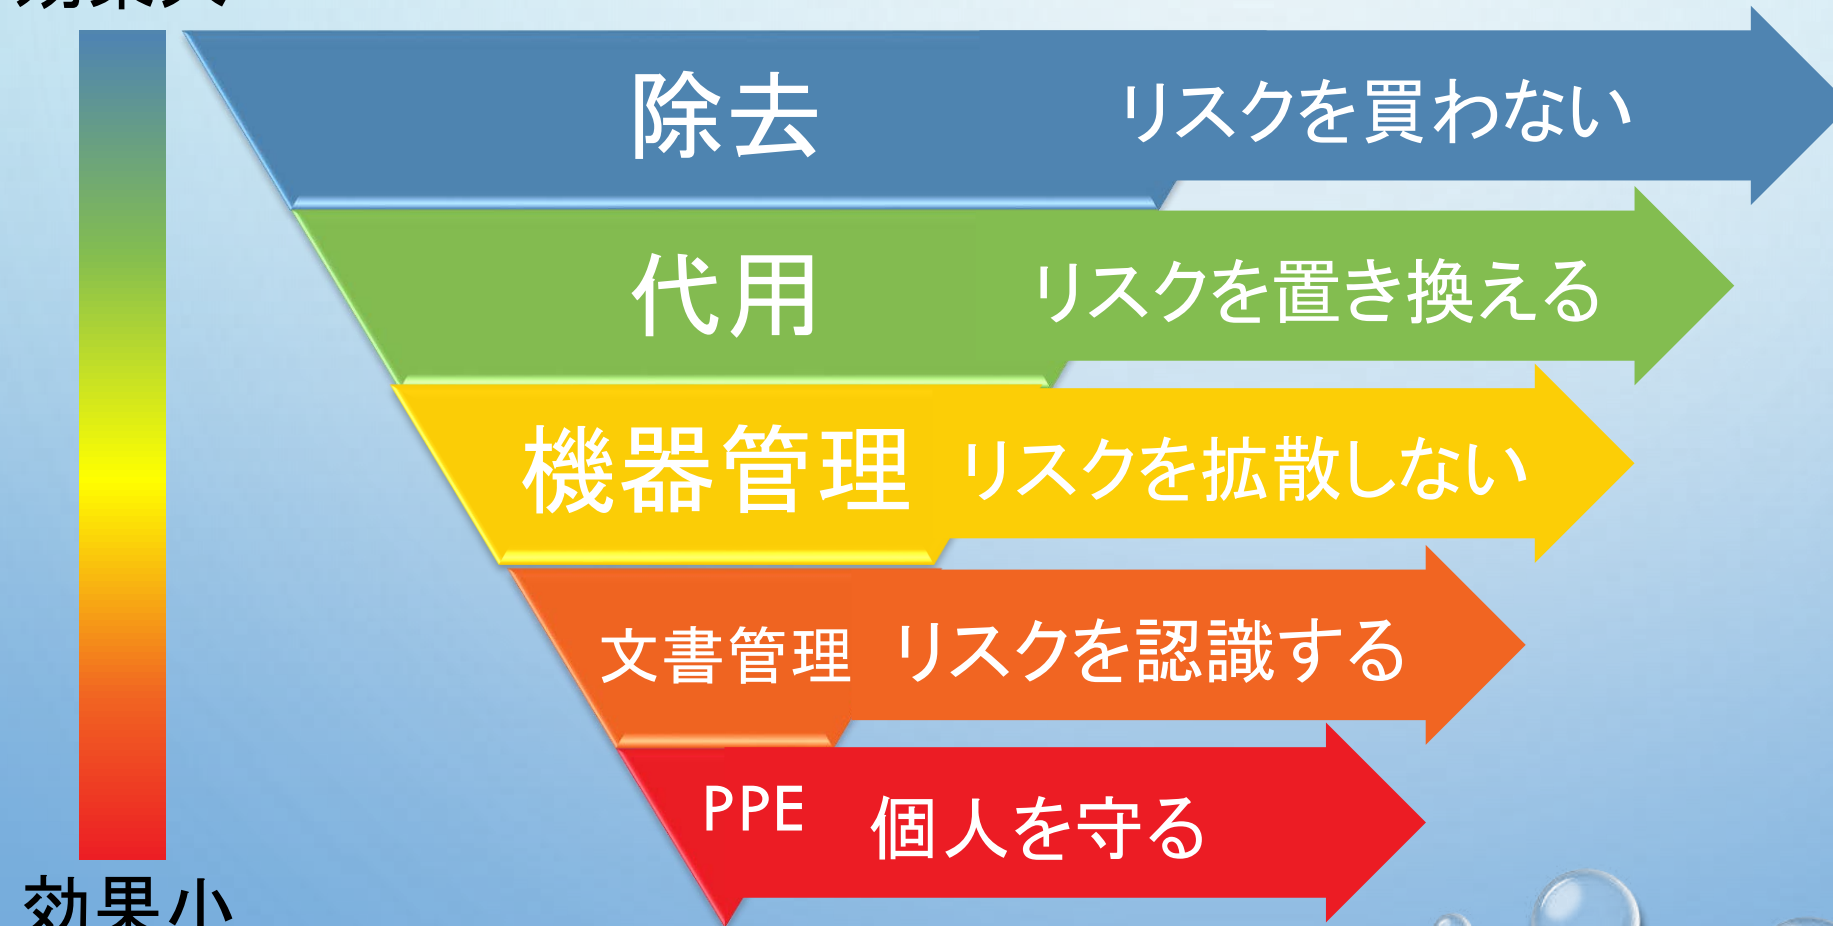 除去 リスクを買わない
代用 リスクを置き換える
機器管理 リスクを拡散しない
文書管理 リスクを認識する
PPE 個人を守る
効果小